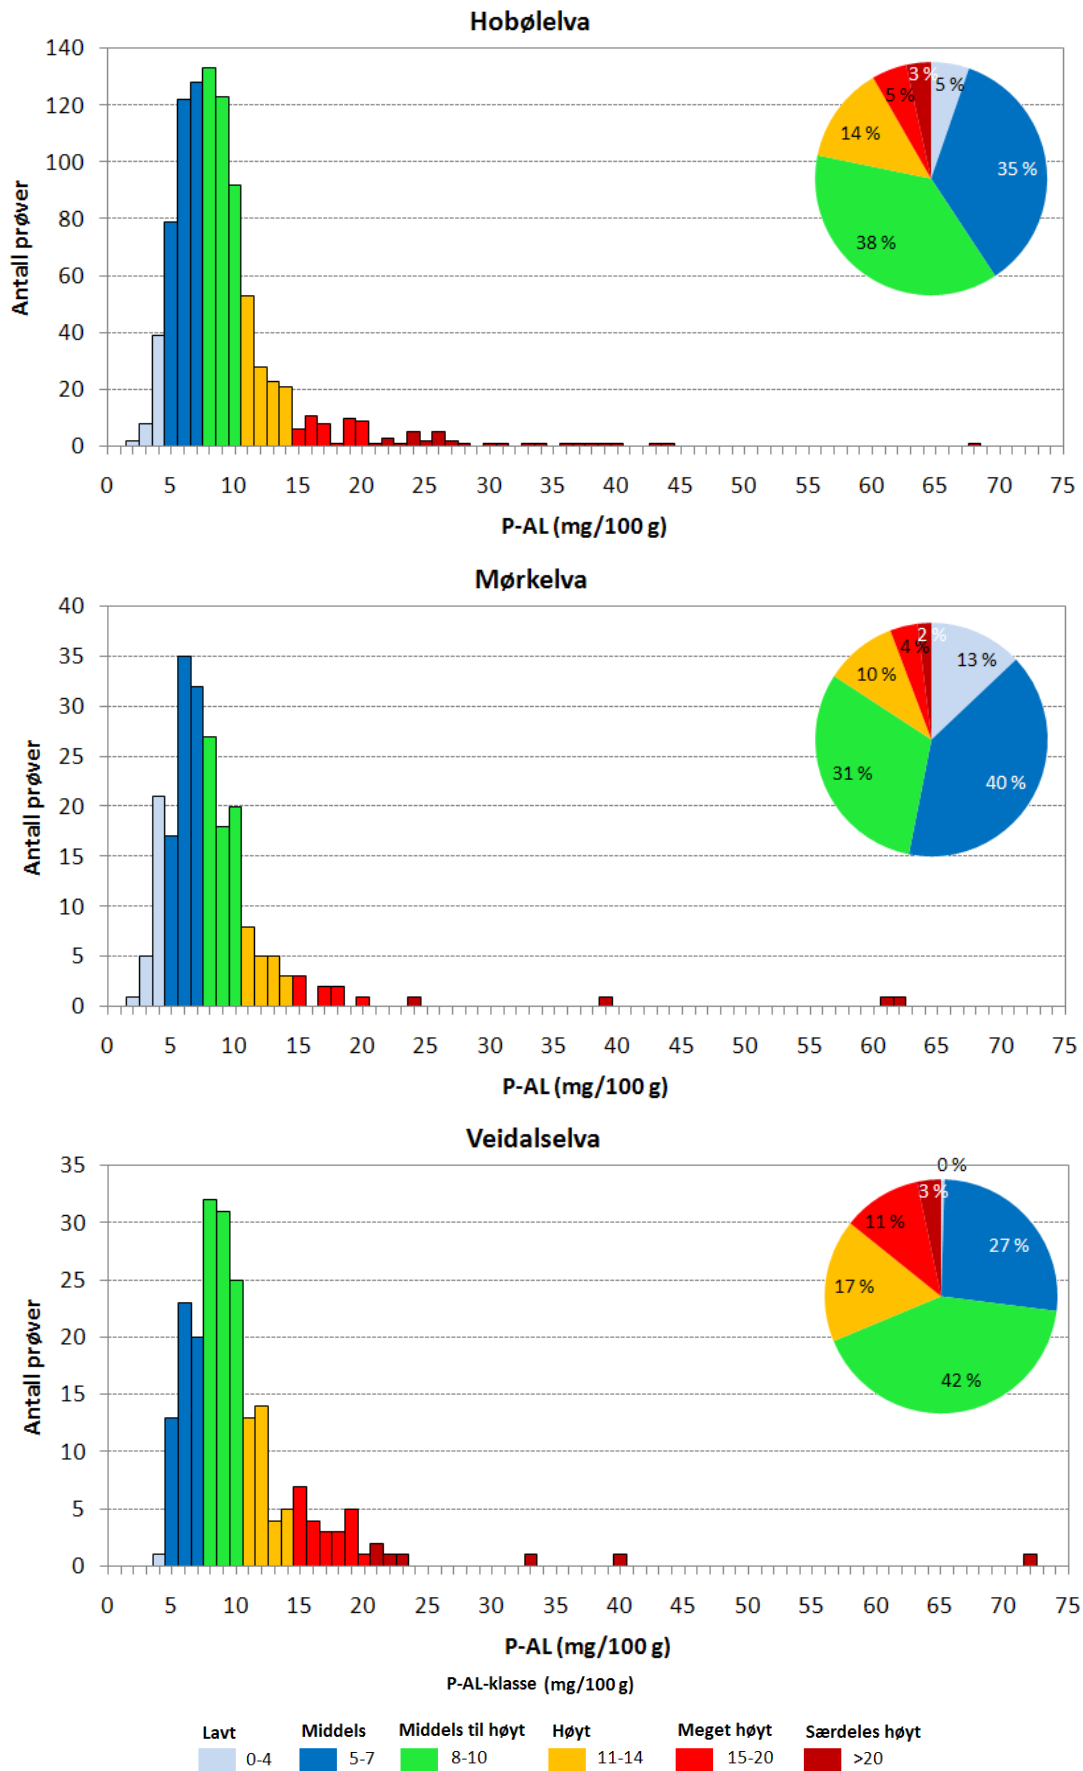 Hobølelva
140
120
100
80
60
40
20
0
Antall prøver
3 %
5 %
5 %
14 %
35 %
38 %
0 5 10 15 20 25 30 35 40 45 50 55 60 65 70 75
P-AL (mg/100 g)
Mørkelva
40
35
30
25
20
15
10
5
0
Antall prøver
2 %
4 %
13 %
10 %
31 %
40 %
0 5 10 15 20 25 30 35 40 45 50 55 60 65 70 75
P-AL (mg/100 g)
Veidalselva
35
30
25
20
15
10
5
0
Antall prøver
0 %
3 %
11 %
27 %
17 %
42 %
0 5 10 15 20 25 30 35 40 45 50 55 60 65 70 75
P-AL (mg/100 g)
P-AL-klasse (mg/100 g)
Lavt Middels Middels til høyt Høyt Meget høyt Særdeles høyt
0-4 5-7 8-10 11-14 15-20 >20